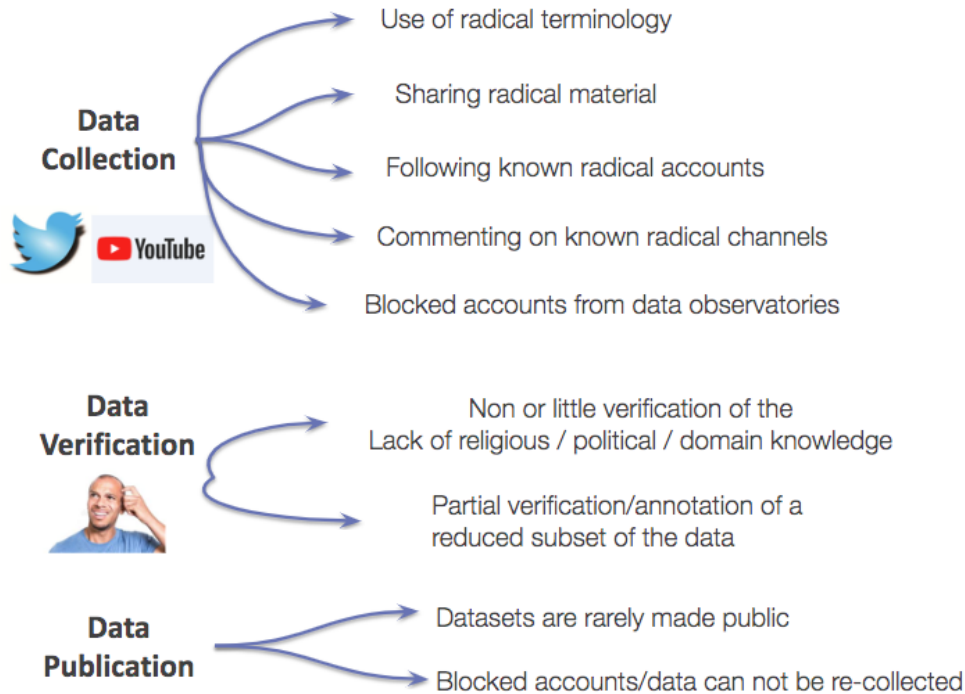 Use of radical terminology
Sharing radical material
Data
Collection
Following known radical accounts
YouTube
Commenting on known radical channels
Blocked accounts from data observatories
Data
Verification
Non or little verification of the
Lack of religious / political / domain knowledge
Partial verification/annotation of a
reduced subset of the data
Data
Publication
Datasets are rarely made public
Blocked accounts/data can not be re-collected